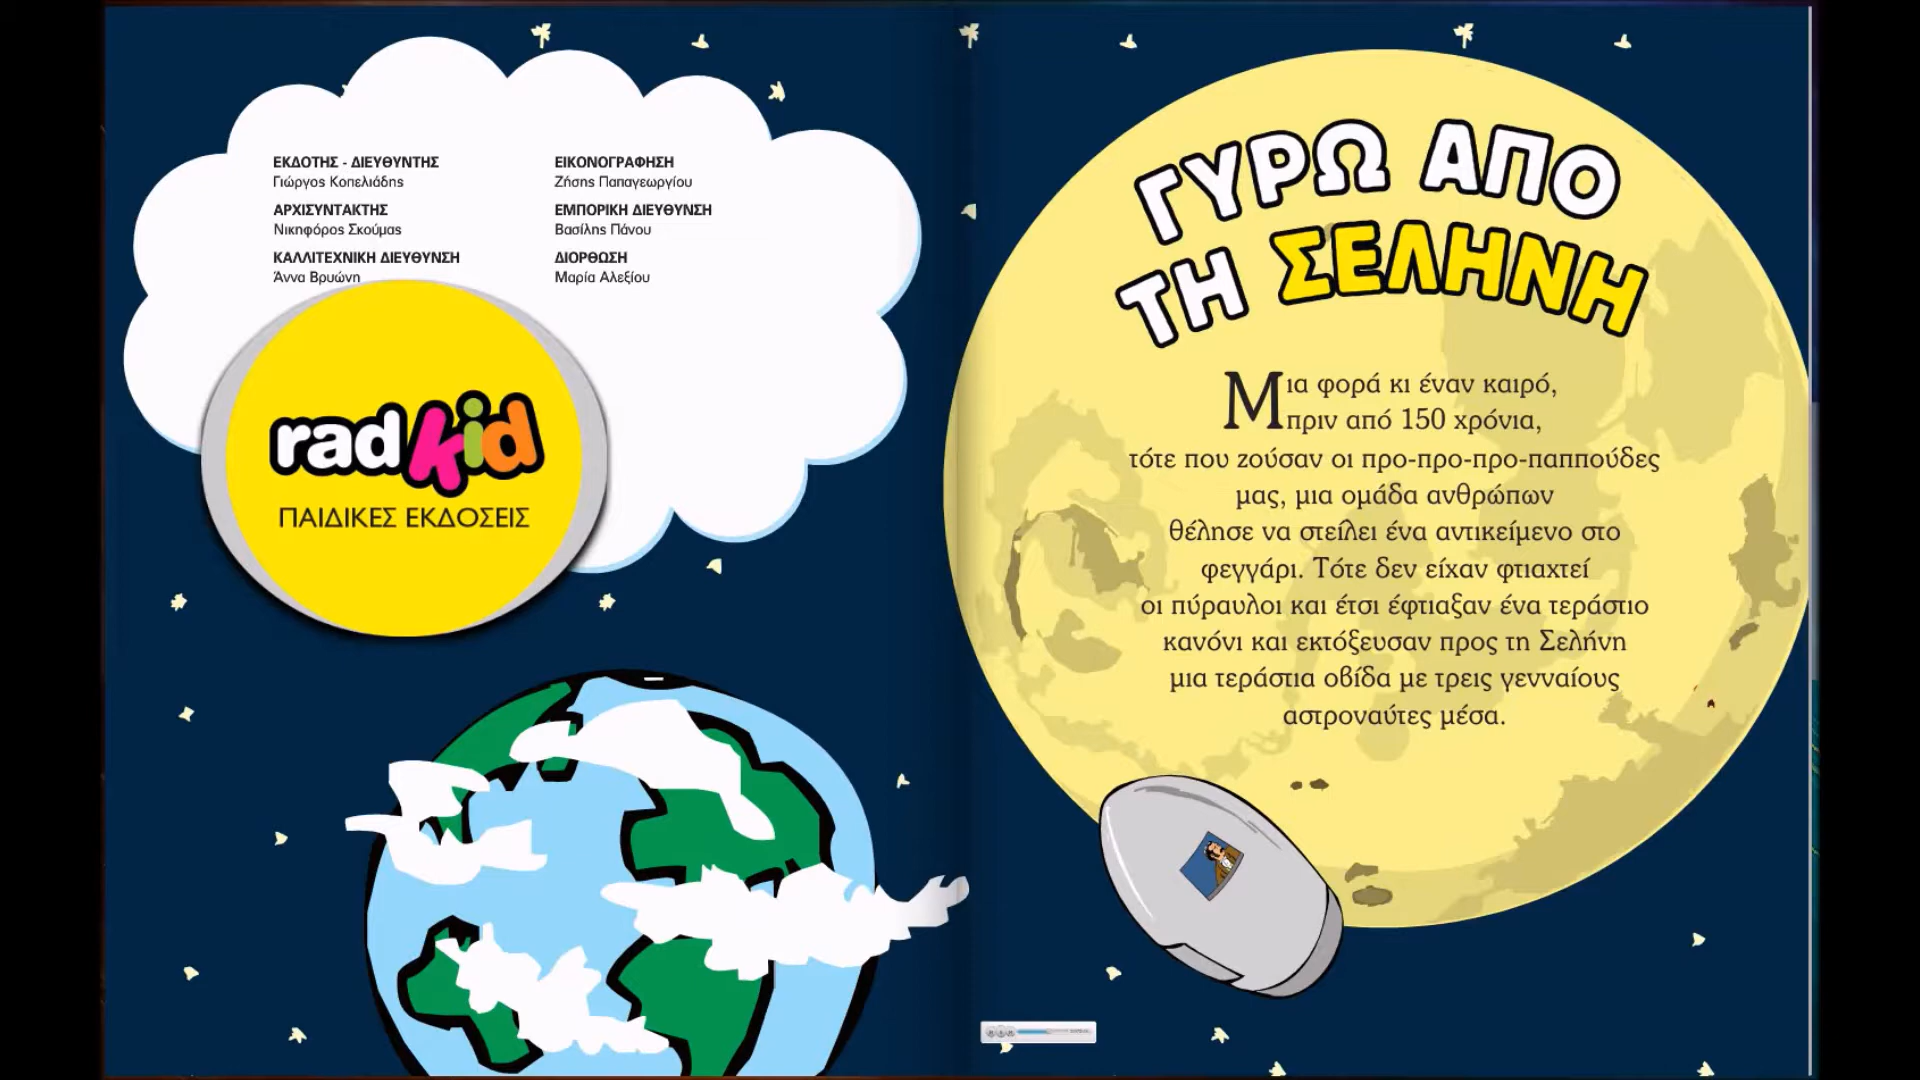 ΕΚΔΟΤΗΣ - ΔΙΕΥΘΥΝΤΗΣ
Γιώργος Κοπελιάδης
ΑΡΧΙΣΥΝΤΑΚΤΗΣ
Νικηφόρος Σκούμας
ΚΑΛΛΙΤΕΧΝΙΚΗ ΔΙΕΥΘΥΝΣΗ
Άννα Βρυώνη
ΕΙΚΟΝΟΓΡΑΦΗΣΗ
Ζήσης Παπαγεωργίου
ΕΜΠΟΡΙΚΗ ΔΙΕΥΘΥΝΣΗ
Βασίλης Πάνου
ΔΙΟΡΘΩΣΗ
Μαρία Αλεξίου
radkid
ΠΑΙΔΙΚΕΣ ΕΚΔΟΣΕΙΣ
ΓΥΡΩ ΑΠΟ
ΤΗ ΣΕΛΗΝΗ
Μια φορά κι έναν καιρό,
πριν από 150 χρόνια,
τότε που ζούσαν οι προ-προ-προ-παππούδες
μας, μια ομάδα ανθρώπων
θέλησε να στείλει ένα αντικείμενο στο
φεγγάρι. Τότε δεν είχαν φτιαχτεί
οι πύραυλοι και έτσι έφτιαξαν ένα τεράστιο
κανόνι και εκτόξευσαν προς τη Σελήνη
μια τεράστια οβίδα με τρεις γενναίους
αστροναύτες μέσα.